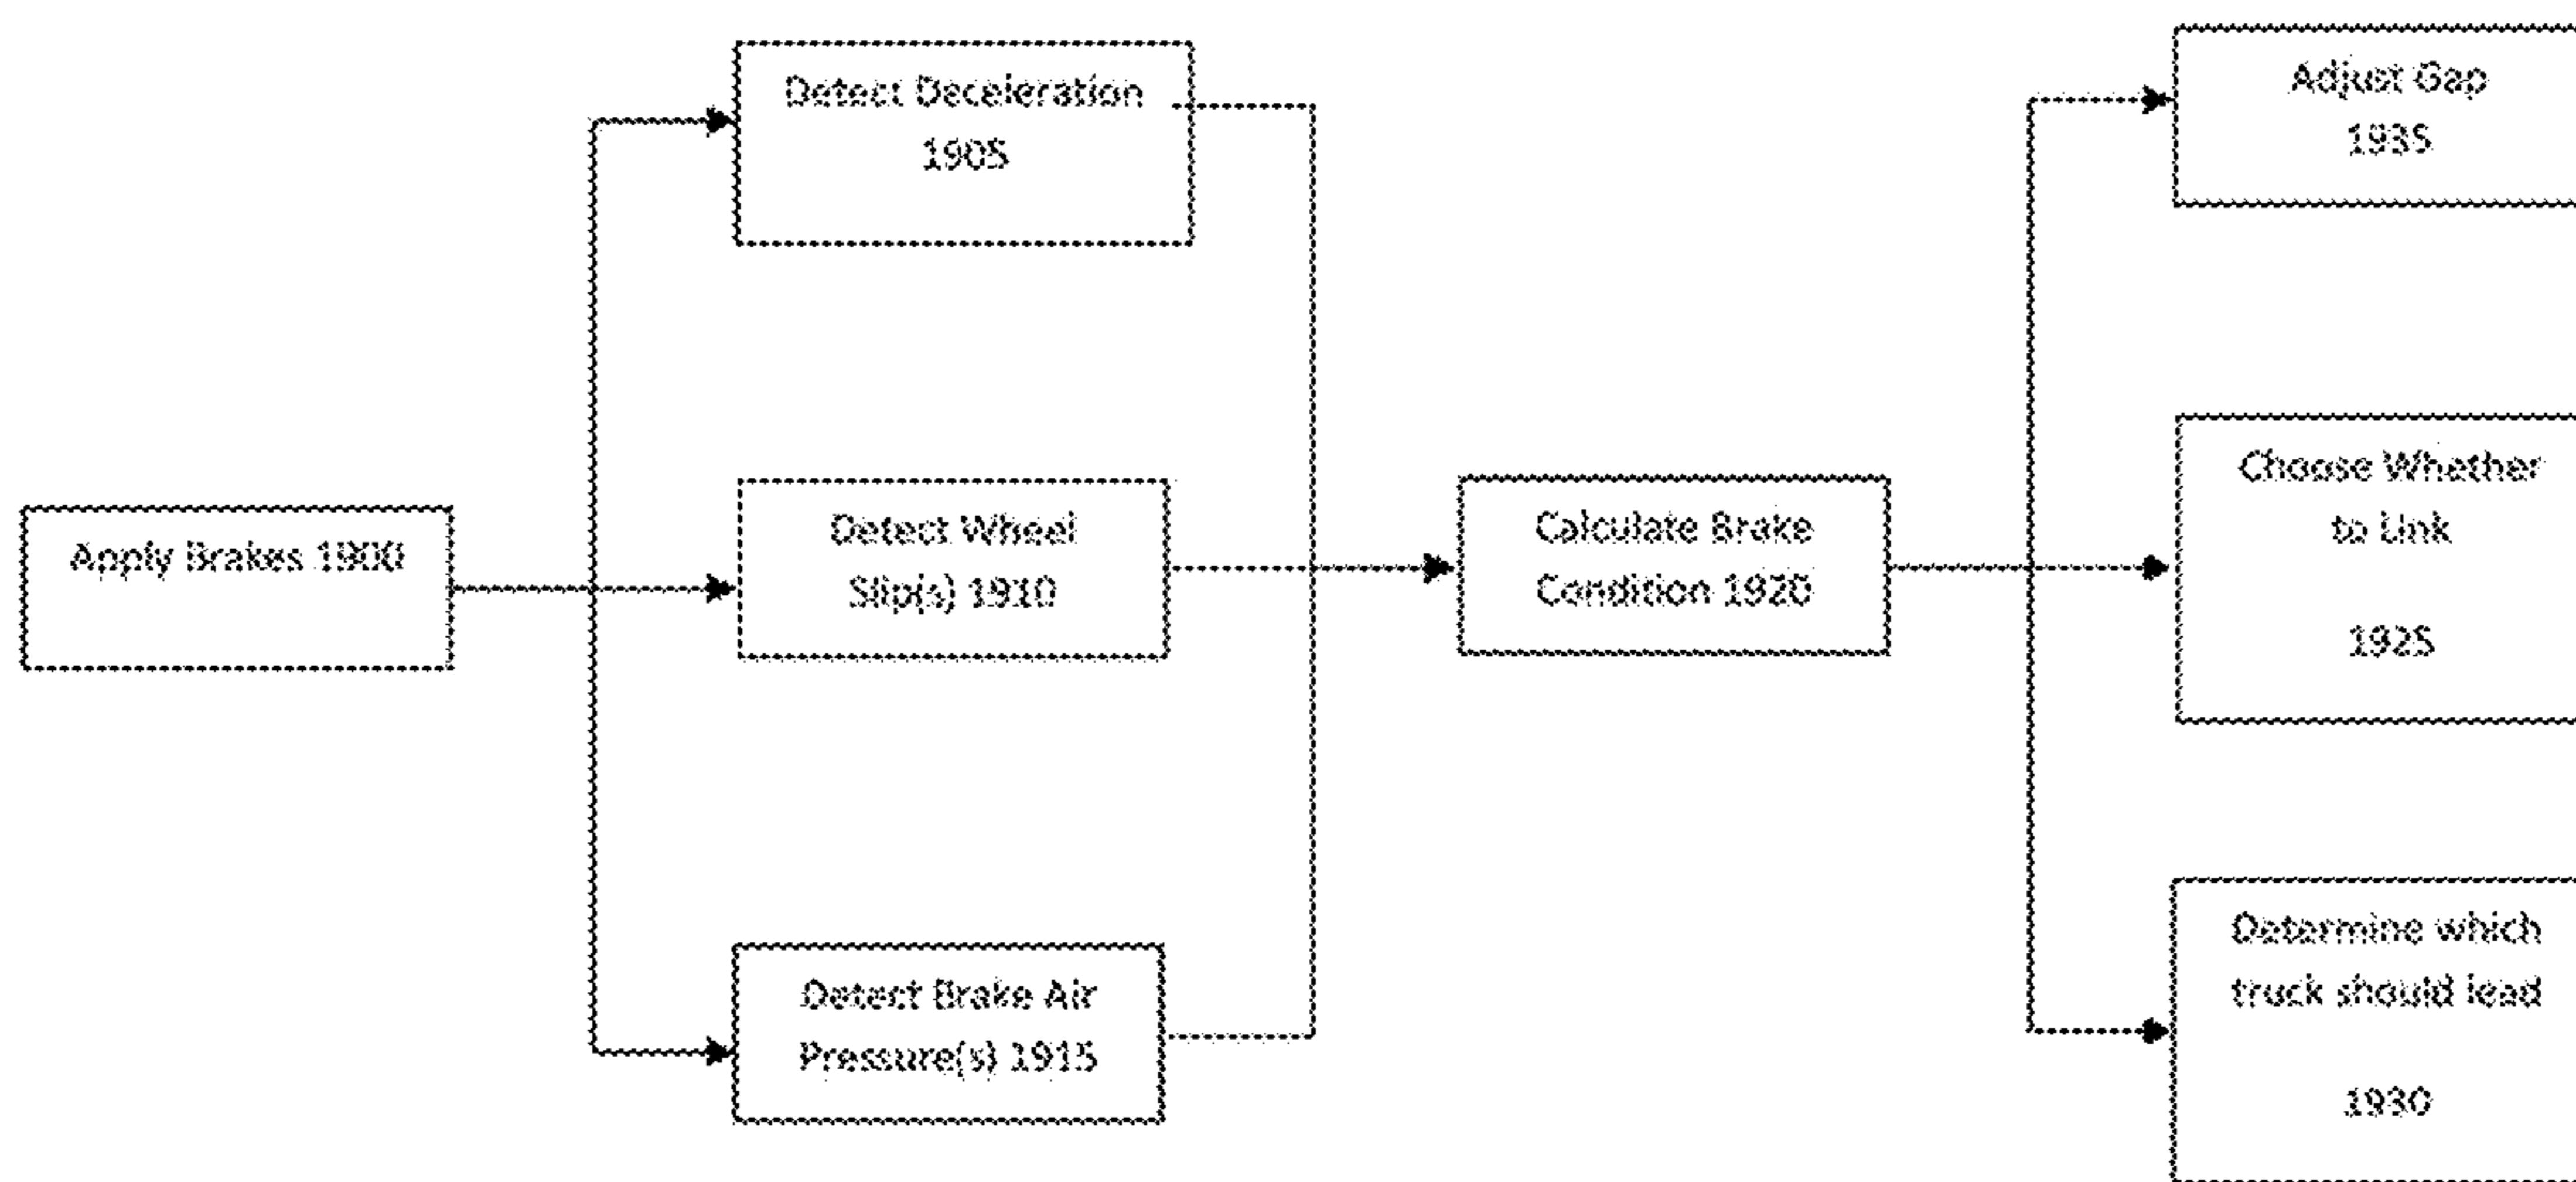 Apply Brakes 1900
Detect Deceleration
1905
Detect Wheel
Slip(s) 1910
Detect Brake Air
Pressure(s) 1915
Calculate Brake
Condition 1920
Adjust Gap
1935
Choose Whether
to Link
1925
Determine which
truck should lead
1930